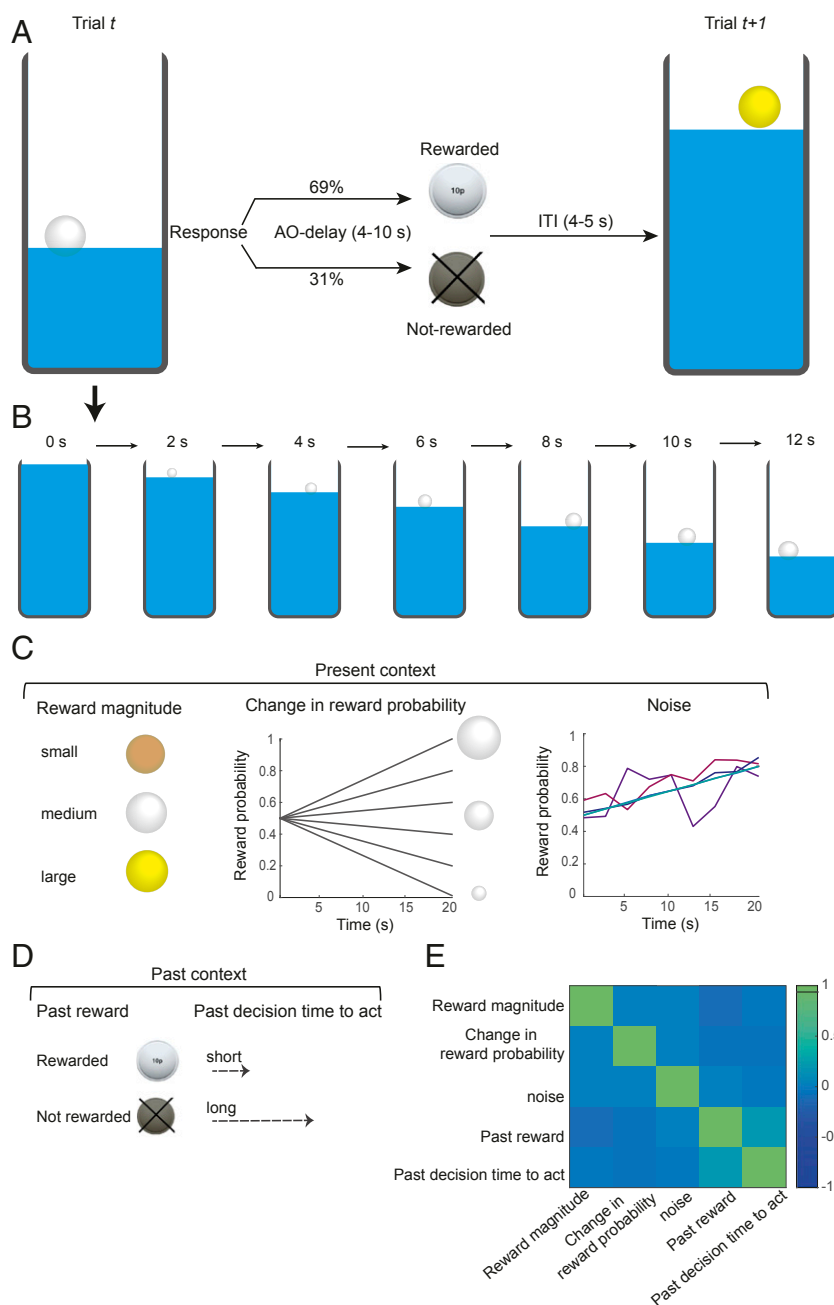 A
Trial t
Trial t+1
Rewarded
69%
10p
Response
AO-delay (4-10 s)
ITI (4-5 s)
31%
Not-rewarded
B
0 s
2 s
4 s
6 s
8 s
10 s
12 s
C
Present context
Reward magnitude
small
medium
large
Change in reward probability
Reward probability
1
0.8
0.6
0.4
0.2
0
5
10
15
20
Time (s)
Noise
Reward probability
1
0.8
0.6
0.4
0.2
0
5
10
15
20
Time (s)
D
Past context
Past reward
Past decision time to act
Rewarded
10p
short
Not rewarded
long
E
Reward magnitude
Change in
reward probability
noise
Past reward
Past decision time to act
Reward magnitude
Change in
reward probability
noise
Past reward
Past decision time to act
1
0.5
0
-0.5
-1